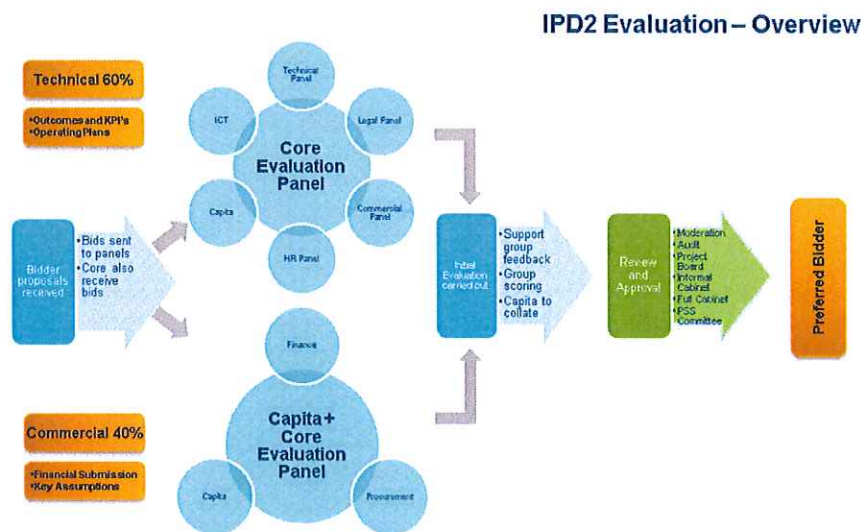 IPD2 Evaluation – Overview
Technical 60%
•Outcomes and KPI's
•Operating Plans
Technical
Panel
ICT
Legal Panel
Core
Evaluation
Panel
Capita
Commercial
Panel
HR Panel
Bidder
proposals
received
• Bids sent
to panels
• Core also
receive
bids
Initial
Evaluation
carried out
• Support
group
feedback
• Group
scoring
• Capita to
collate
Review
and
Approval
• Moderation
• Audit
• Project
Board
• Informal
Cabinet
• Full Cabinet
• PSS
Committee
Preferred Bidder
Finance
Capita +
Core
Evaluation
Panel
Capita
Procurement
Commercial 40%
•Financial Submission
•Key Assumptions